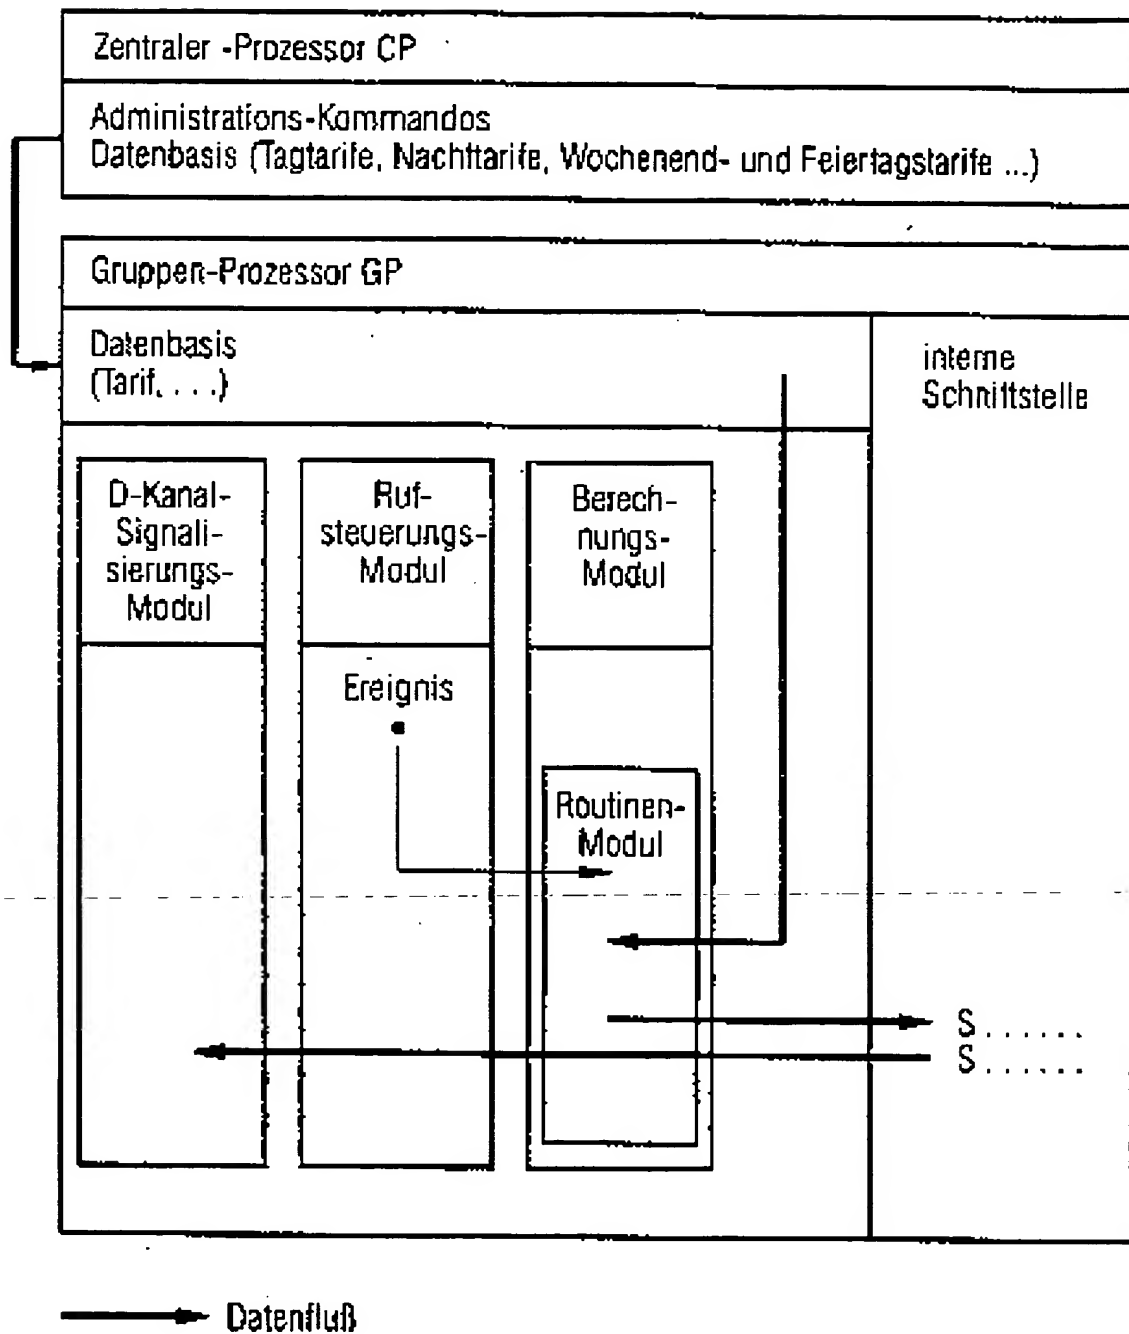 Zentraler -Prozessor CP
Administrations-Kommandos
Datenbasis (Tagtarife, Nachttarife, Wochenend- und Feiertagstarife ...)
Gruppen-Prozessor GP
Datenbasis
(Tarif. . . .)
interne
Schnittstelle
D-Kanal-
Signali-
sierungs-
Modul
Ruf-
steuerungs-
Modul
Berech-
nungs-
Modul
Ereignis
Routinen-
Modul
S . . . . . .
S . . . . . .
Datenfluß